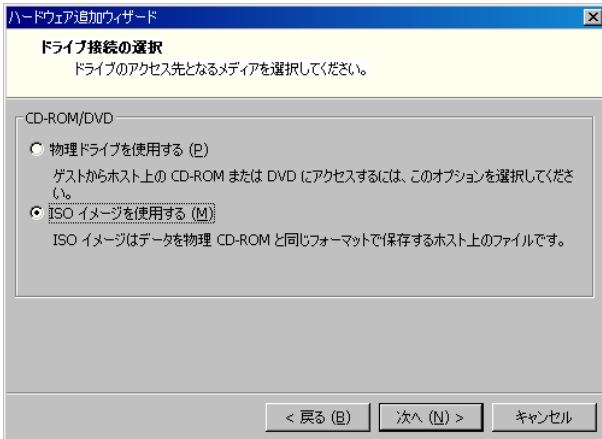 ハードウェア追加ウィザード
ドライブ接続の選択
ドライブのアクセス先となるメディアを選択してください。
CD-ROM/DVD
物理ドライブを使用する (P)
ゲストからホスト上の CD-ROM または DVD にアクセスするには、このオプションを選択してくださ
い。
ISO イメージを使用する (M)
ISO イメージはデータを物理 CD-ROM と同じフォーマットで保存するホスト上のファイルです。
< 戻る (B) 次へ (N) > キャンセル